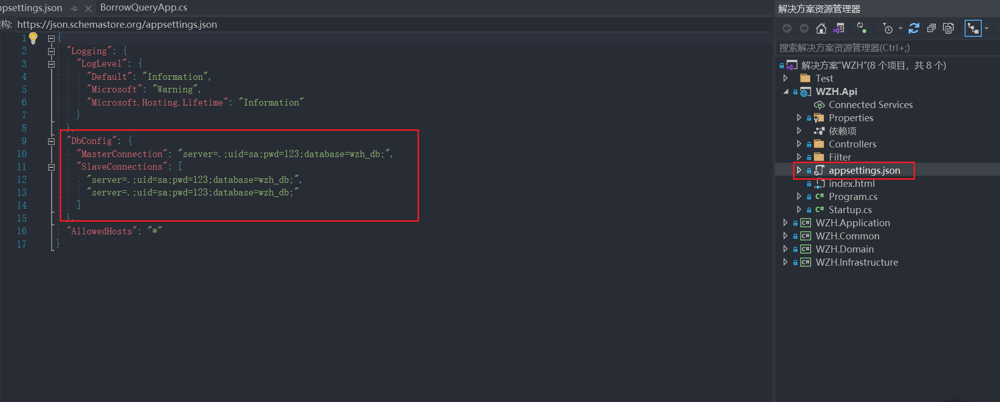 ppsettings.json
BorrowQueryApp.cs
构: https://json.schemastore.org/appsettings.json
1 {
2 "Logging": {
3 "LogLevel": {
4 "Default": "Information",
5 "Microsoft": "Warning",
6 "Microsoft.Hosting.Lifetime": "Information"
7 }
8 },
9 "DbConfig": {
10 "MasterConnection": "server=.;uid=sa;pwd=123;database=wzh_db;",
11 "SlaveConnections": [
12 "server=.;uid=sa;pwd=123;database=wzh_db;",
13 "server=.;uid=sa;pwd=123;database=wzh_db;"
14 ]
15 },
16 "AllowedHosts": "*"
17 }
解决方案资源管理器
搜索解决方案资源管理器(Ctrl+;)
解决方案“WZH”(8 个项目，共 8 个)
Test
WZH.Api
Connected Services
Properties
依赖项
Controllers
Filter
appsettings.json
index.html
C# Program.cs
C# Startup.cs
C# WZH.Application
C# WZH.Common
C# WZH.Domain
C# WZH.Infrastructure